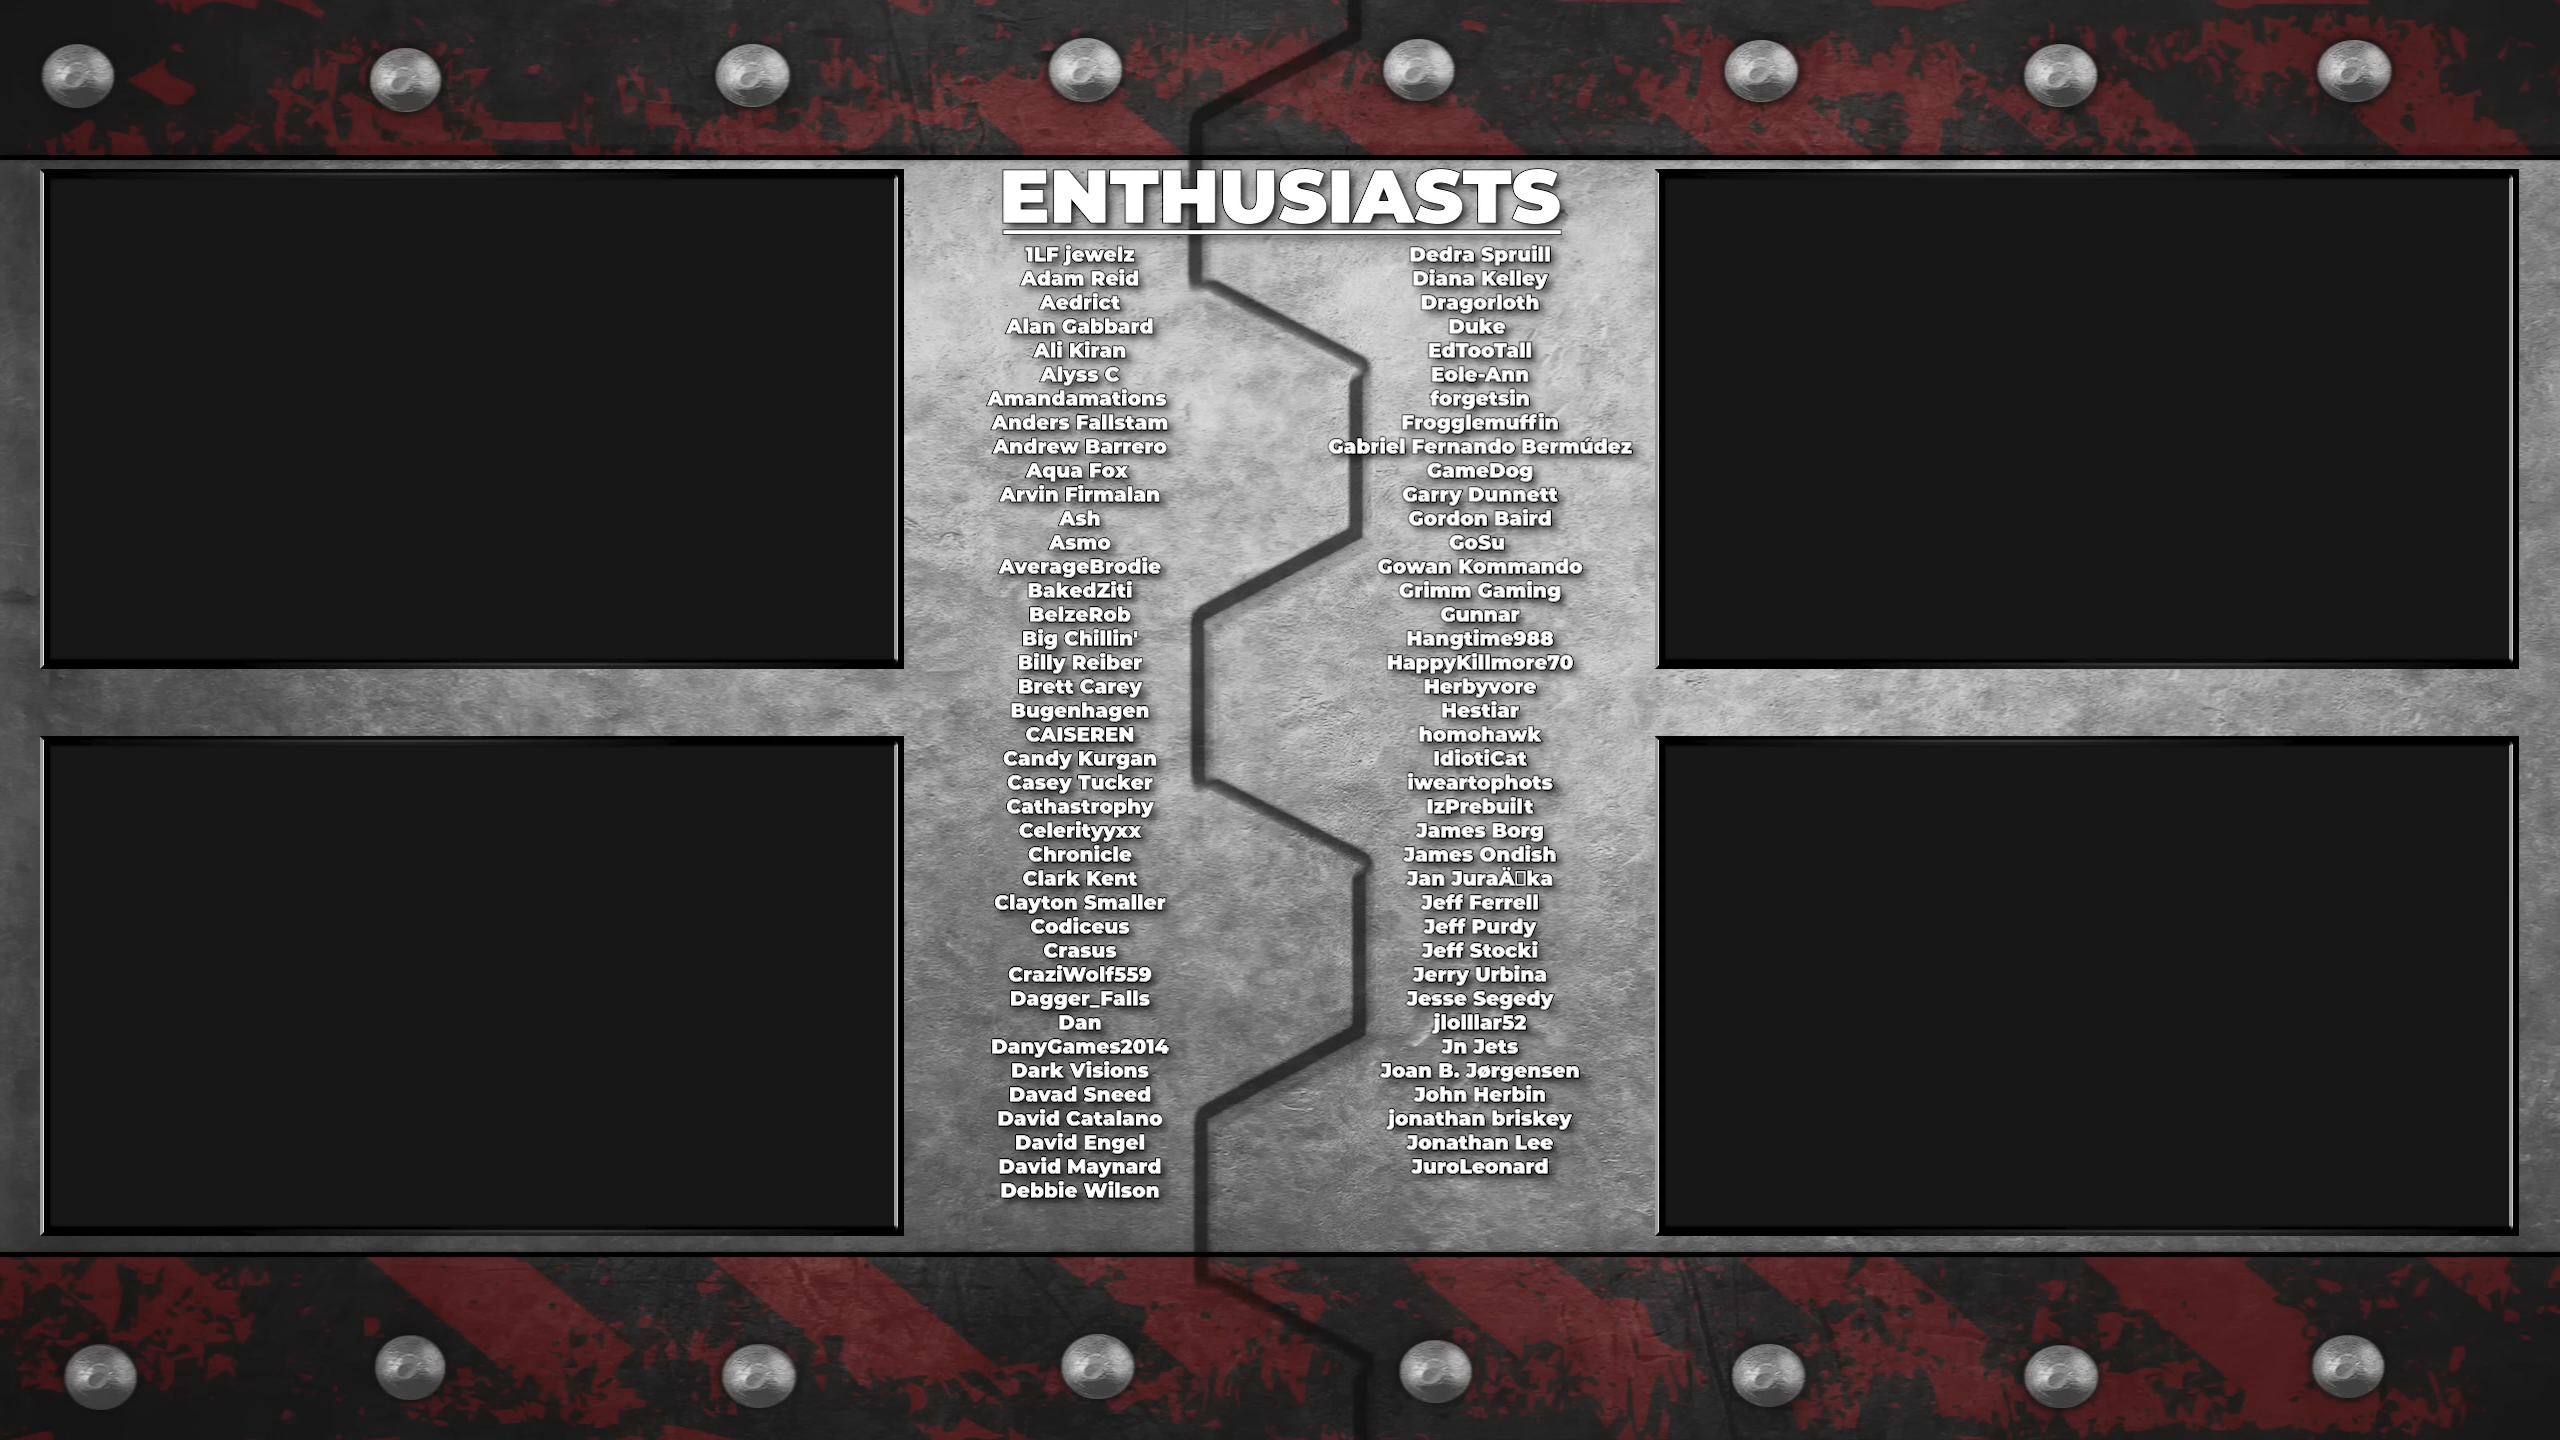 ENTHUSIASTS
1LF jewelz
Adam Reid
Aedrict
Alan Gabbard
Ali Kiran
Alyss C
Amandamations
Anders Fallstam
Andrew Barrero
Aqua Fox
Arvin Firmalan
Ash
Asmo
AverageBrodie
BakedZiti
BelzeRob
Big Chillin'
Billy Reiber
Brett Carey
Bugenhagen
CAISEREN
Candy Kurgan
Casey Tucker
Cathastrophy
Celerityyxx
Chronicle
Clark Kent
Clayton Smaller
Codiceus
Crasus
CraziWolf559
Dagger_Falls
Dan
DanyGames2014
Dark Visions
Davad Sneed
David Catalano
David Engel
David Maynard
Debbie Wilson
Dedra Spruill
Diana Kelley
Dragorloth
Duke
EdTooTall
Eole-Ann
forgetsin
Frogglemuffin
Gabriel Fernando Bermúdez
GameDog
Garry Dunnett
Gordon Baird
GoSu
Gowan Kommando
Grimm Gaming
Gunnar
Hangtime988
HappyKillmore70
Herbyvore
Hestiar
homohawk
IdiotiCat
iweartophots
IzPrebuilt
James Borg
James Ondish
Jan JuraÄ▯ka
Jeff Ferrell
Jeff Purdy
Jeff Stocki
Jerry Urbina
Jesse Segedy
jlolllar52
Jn Jets
Joan B. Jørgensen
John Herbin
jonathan briskey
Jonathan Lee
JuroLeonard